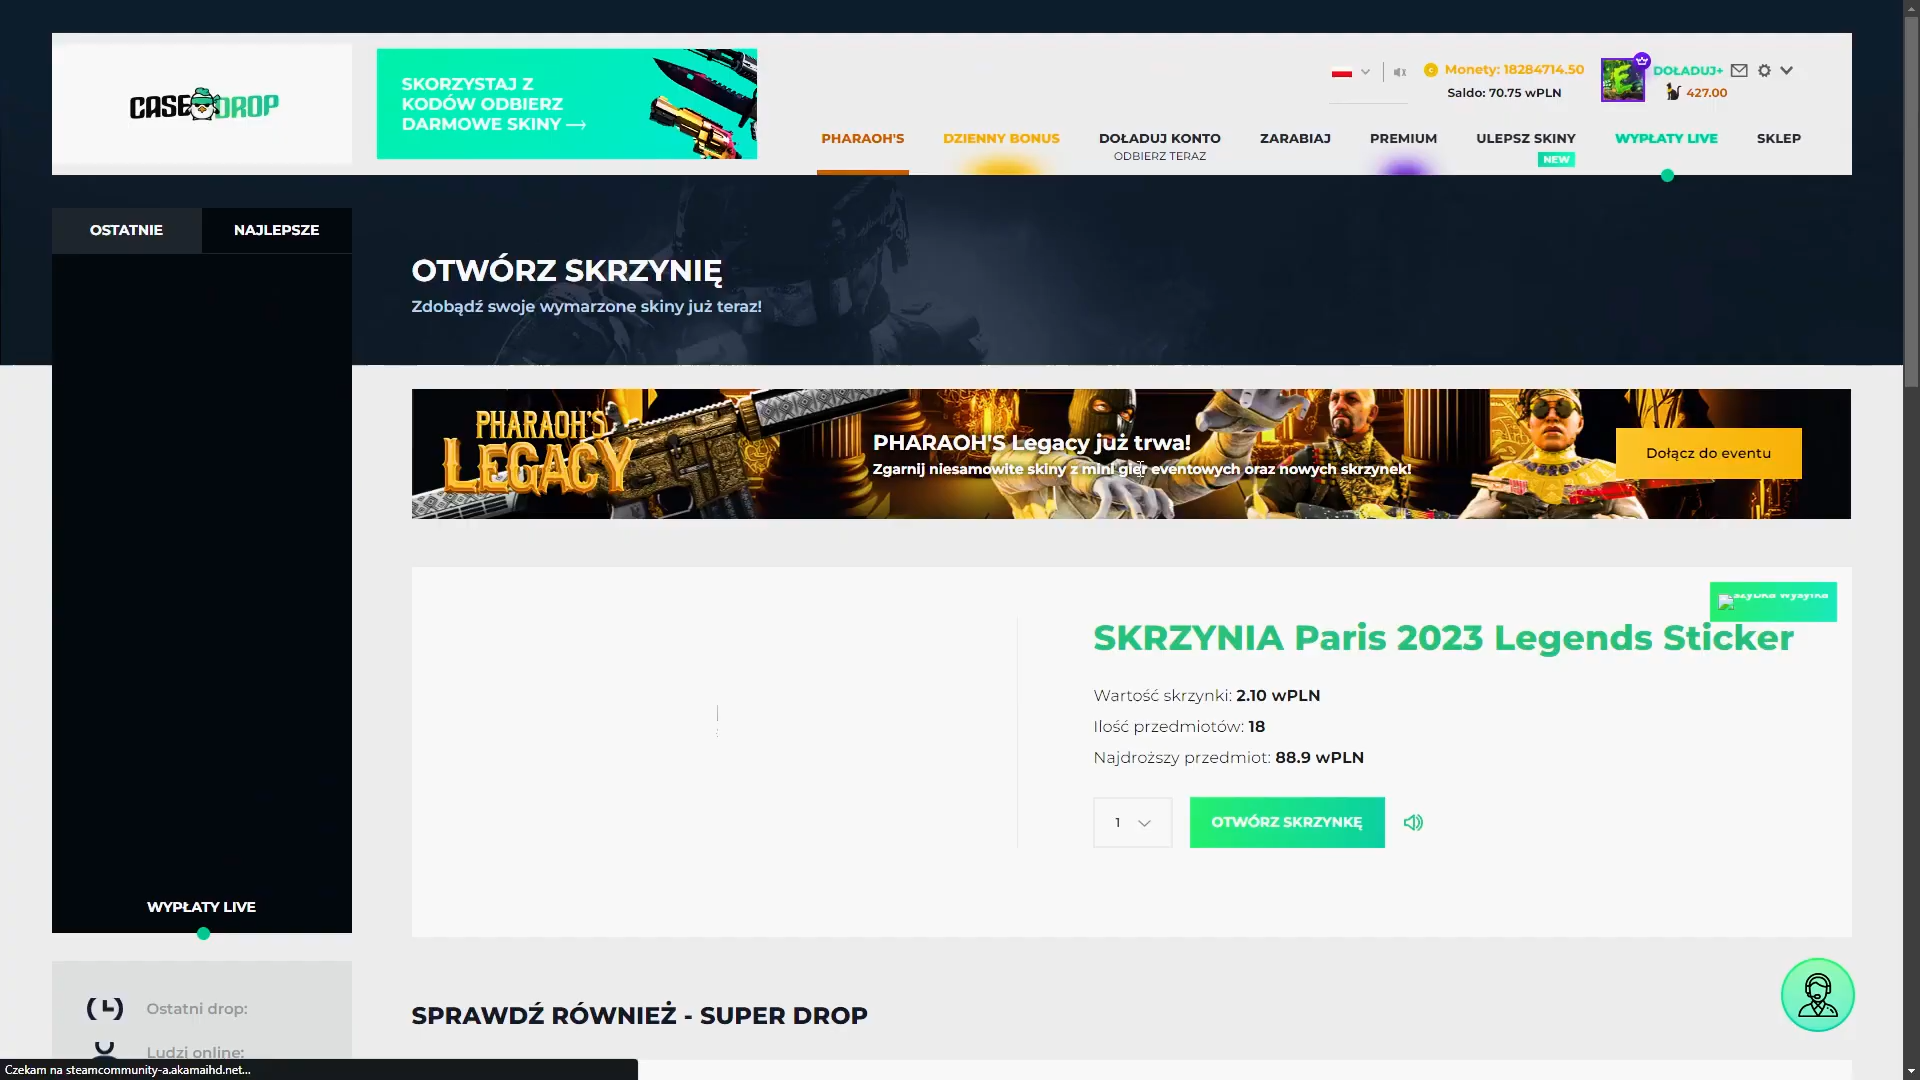 CASEDROP
SKORZYSTAJ Z
KODÓW ODBIERZ
DARMOWE SKINY
Monety: 18284714.50
Saldo: 70.75 wPLN
DOŁADUJ+
427.00
PHARAOH'S
DZIENNY BONUS
DOŁADUJ KONTO
ODBIERZ TERAZ
ZARABIAJ
PREMIUM
ULEPSZ SKINY
NEW
WYPŁATY LIVE
SKLEP
OSTATNIE
NAJLEPSZE
OTWÓRZ SKRZYNIĘ
Zdobądź swoje wymarzone skiny już teraz!
PHARAOH'S
LEGACY
PHARAOH'S Legacy już trwa!
Zgarnij niesamowite skiny z mini gier eventowych oraz nowych skrzynek!
Dołącz do eventu
szybka wysyłka
SKRZYNIA Paris 2023 Legends Sticker
Wartość skrzynki: 2.10 wPLN
Ilość przedmiotów: 18
Najdroższy przedmiot: 88.9 wPLN
1
OTWÓRZ SKRZYNKĘ
WYPŁATY LIVE
Ostatni drop:
Ludzi online:
SPRAWDŹ RÓWNIEŻ - SUPER DROP
Czekam na steamcommunity-a.akamaihd.net...